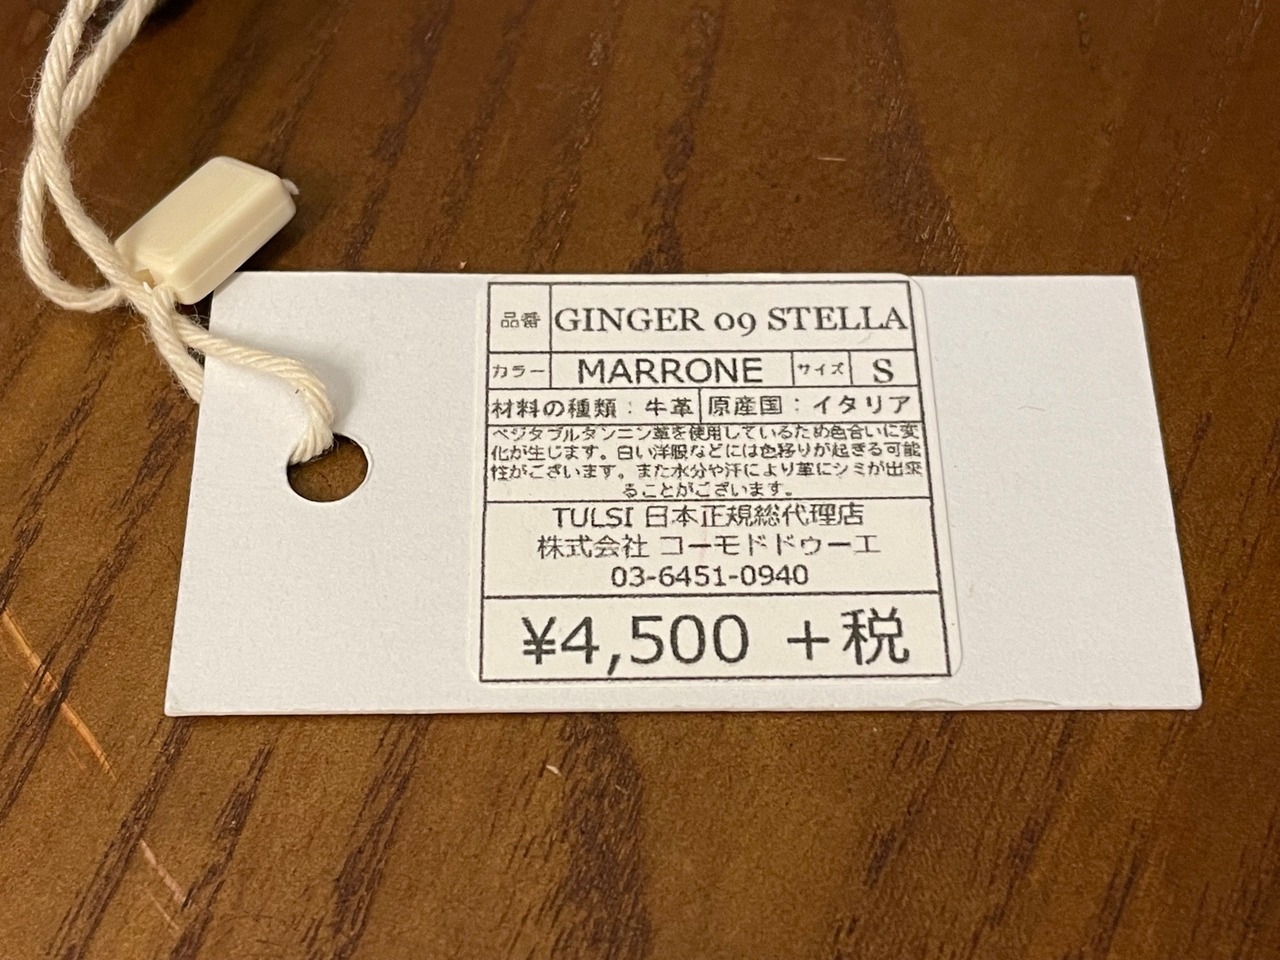 品番 GINGER 09 STELLA
カラー MARRONE サイズ S
材料の種類：牛革 原産国：イタリア
ベジタブルタンニン革を使用しているため色合いに変
化が生じます。白い洋服などには色移りが起きる可能
性がございます。また水分や汗により革にシミが出来
ることがございます。
TULSI 日本正規総代理店
株式会社 コーモドドゥーエ
03-6451-0940
¥4,500 +税